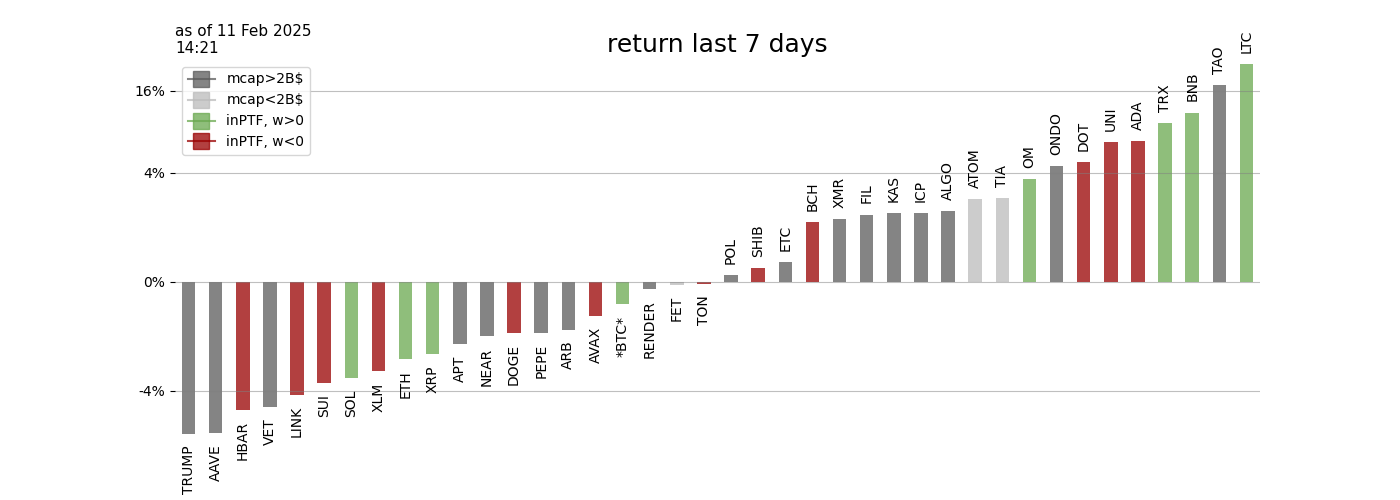 as of 11 Feb 2025
14:21
return last 7 days
mcap>2B$
mcap<2B$
inPTF, w>0
inPTF, w<0
16%
4%
0%
-4%
TRUMP
AAVE
HBAR
VET
LINK
SUI
SOL
XLM
ETH
XRP
APT
NEAR
DOGE
PEPE
ARB
AVAX
*BTC*
RENDER
FET
TON
POL
SHIB
ETC
BCH
XMR
FIL
KAS
ICP
ALGO
ATOM
TIA
OM
ONDO
DOT
UNI
ADA
TRX
BNB
TAO
LTC